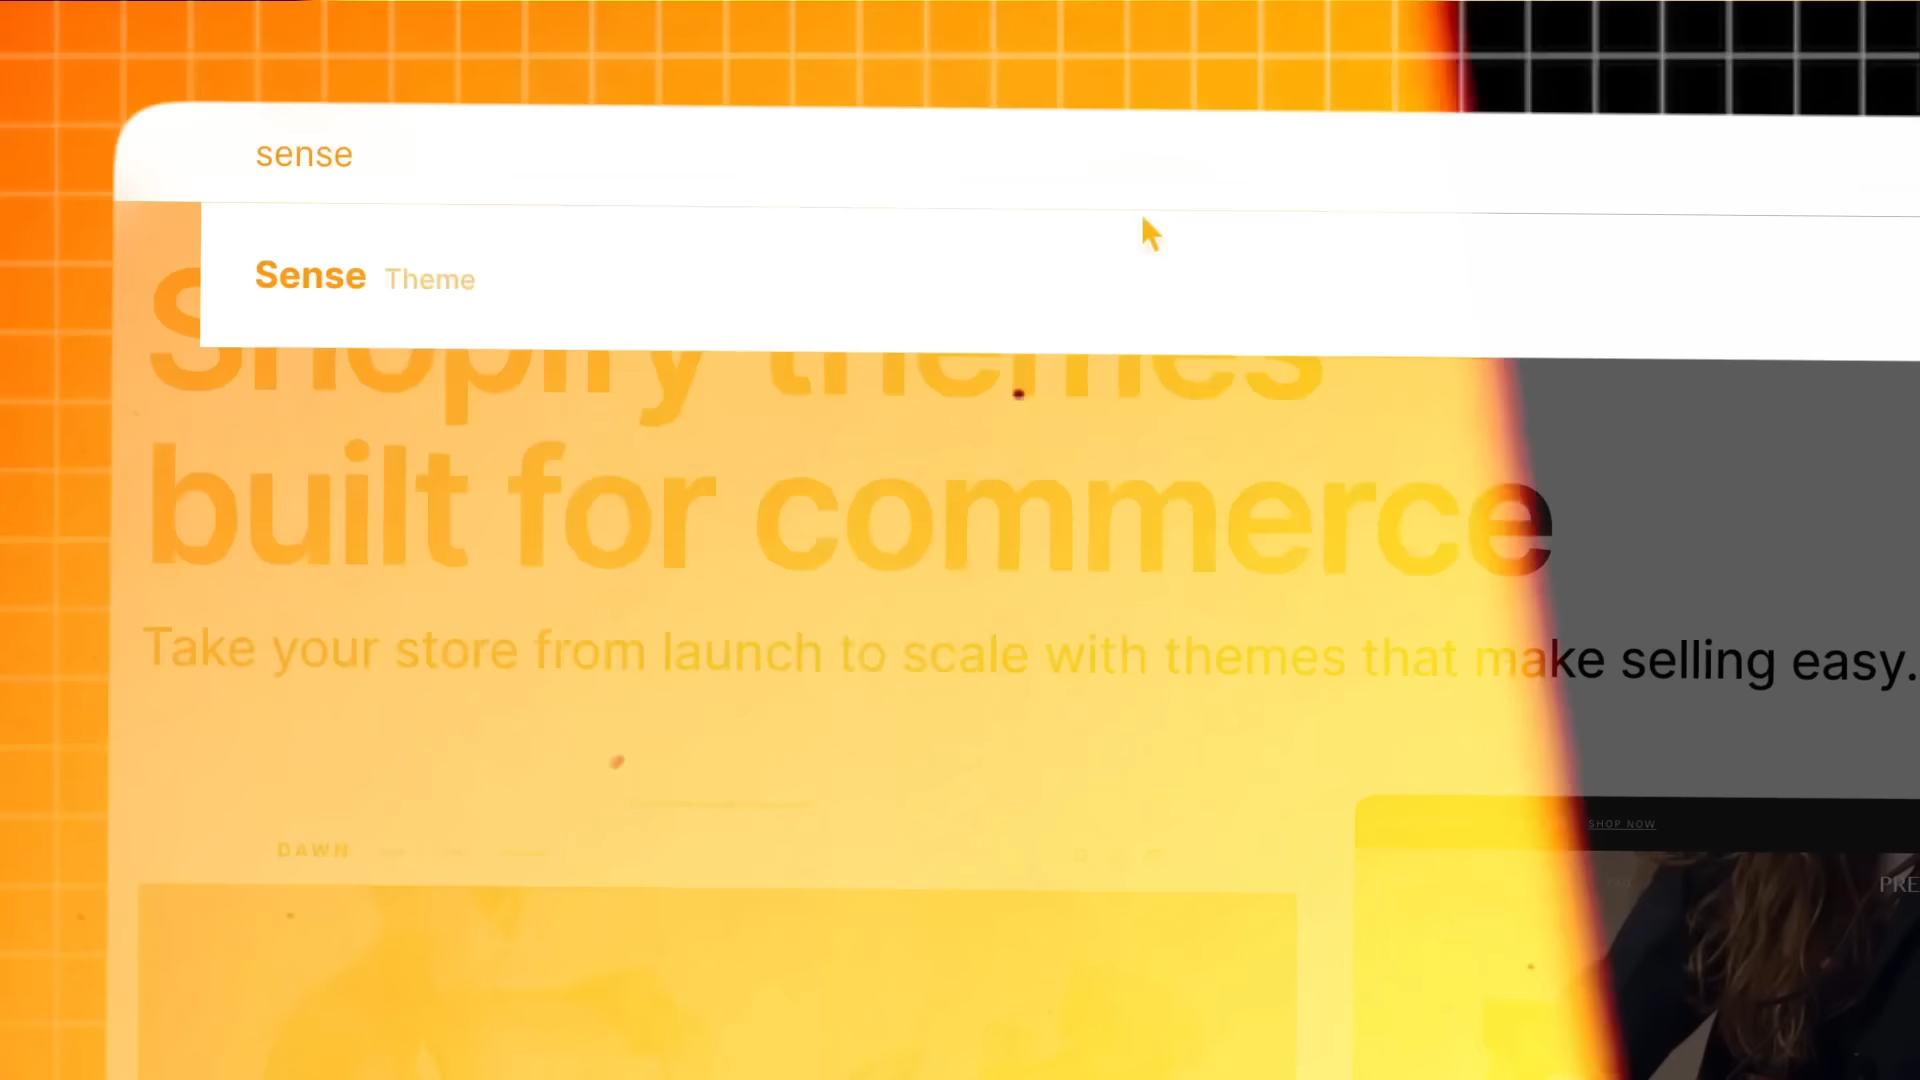 sense
Sense Theme
Shopify themes
built for commerce
Take your store from launch to scale with themes that make selling easy.
DAWN
SHOP NOW
PRE